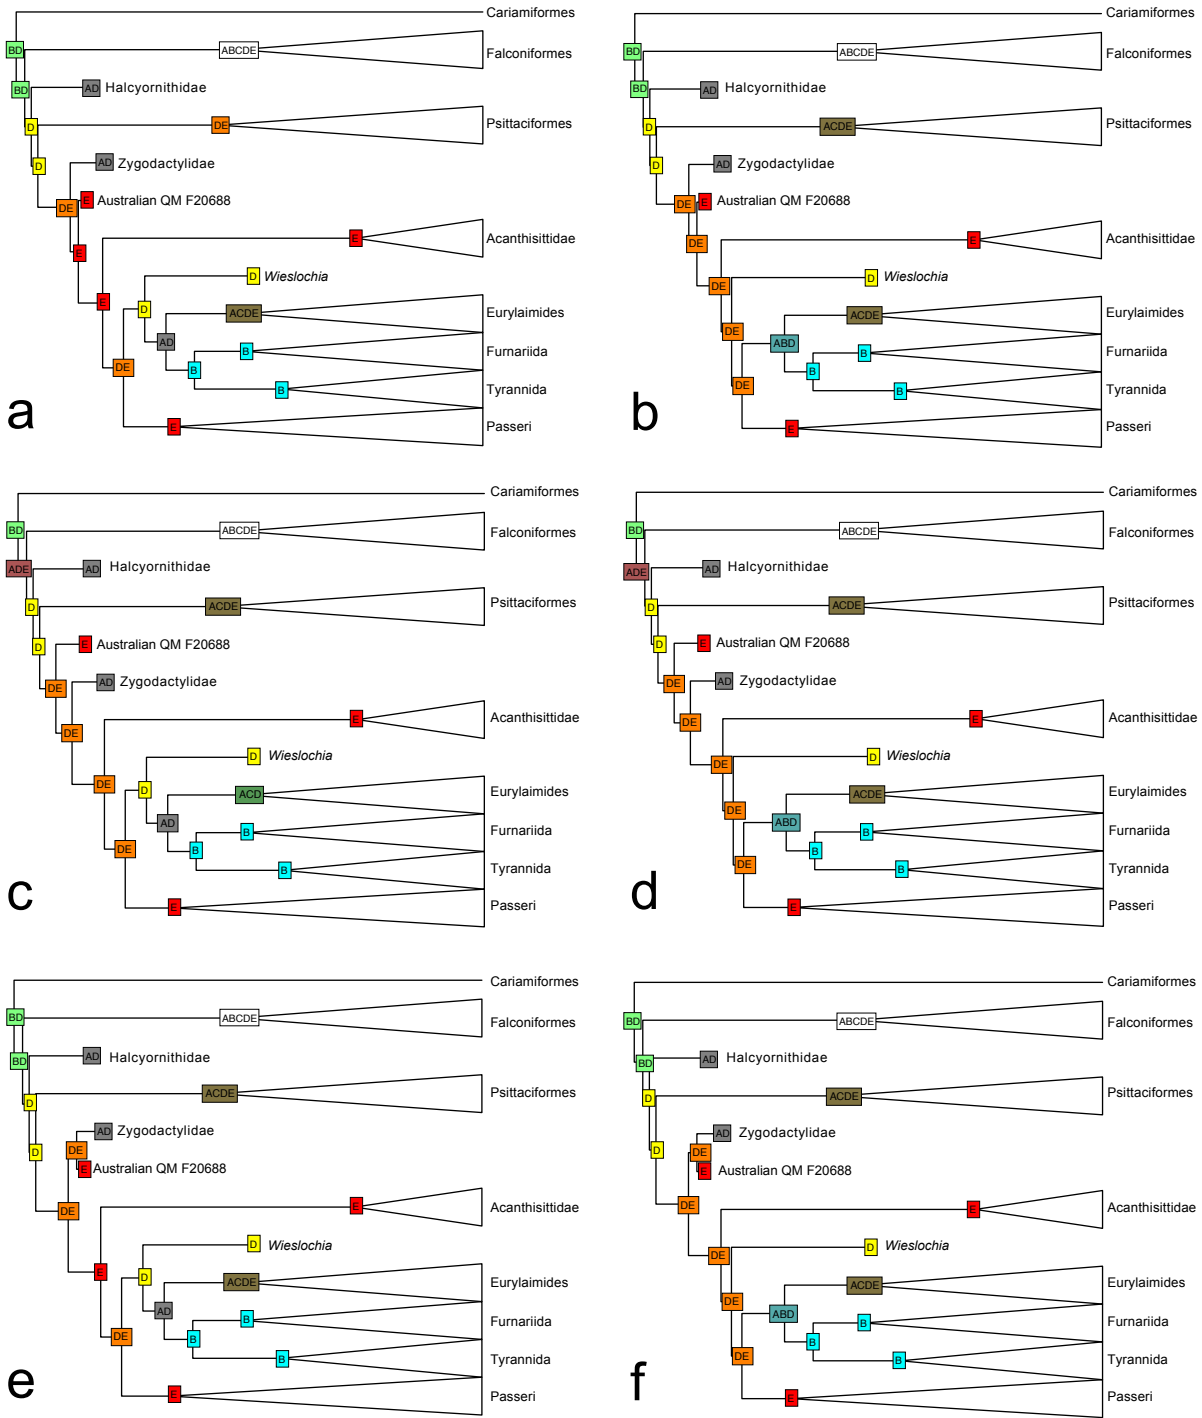 Cariamiformes
BD
ABCDE
Falconiformes
BD
AD Halcyornithidae
D
DE
Psittaciformes
D
AD Zygodactylidae
E Australian QM F20688
DE
E
E
Acanthisittidae
E
D Wieslochia
D
ACDE
Eurylaimides
AD
B
Furnariida
B
DE
B
Tyrannida
E
Passeri
a
Cariamiformes
BD
ABCDE
Falconiformes
BD
AD Halcyornithidae
D
ACDE
Psittaciformes
D
AD Zygodactylidae
E Australian QM F20688
DE
DE
E
Acanthisittidae
DE
D Wieslochia
ACDE
Eurylaimides
DE
ABD
B
Furnariida
B
DE
B
Tyrannida
E
Passeri
b
Cariamiformes
BD
ABCDE
Falconiformes
ADE
AD Halcyornithidae
D
ACDE
Psittaciformes
D
E Australian QM F20688
DE
AD Zygodactylidae
DE
E
Acanthisittidae
DE
D Wieslochia
D
ACD
Eurylaimides
AD
B
Furnariida
B
DE
B
Tyrannida
E
Passeri
c
Cariamiformes
BD
ABCDE
Falconiformes
ADE
AD Halcyornithidae
D
ACDE
Psittaciformes
D
E Australian QM F20688
DE
AD Zygodactylidae
DE
E
Acanthisittidae
DE
D Wieslochia
ACDE
Eurylaimides
DE
ABD
B
Furnariida
B
DE
B
Tyrannida
E
Passeri
d
Cariamiformes
BD
ABCDE
Falconiformes
BD
AD Halcyornithidae
D
ACDE
Psittaciformes
D
AD Zygodactylidae
DE
E Australian QM F20688
DE
E
Acanthisittidae
E
D Wieslochia
D
ACDE
Eurylaimides
AD
B
Furnariida
B
DE
B
Tyrannida
E
Passeri
e
Cariamiformes
BD
ABCDE
Falconiformes
BD
AD Halcyornithidae
D
ACDE
Psittaciformes
D
AD Zygodactylidae
DE
E Australian QM F20688
DE
E
Acanthisittidae
DE
D Wieslochia
ACDE
Eurylaimides
DE
ABD
B
Furnariida
B
DE
B
Tyrannida
E
Passeri
f